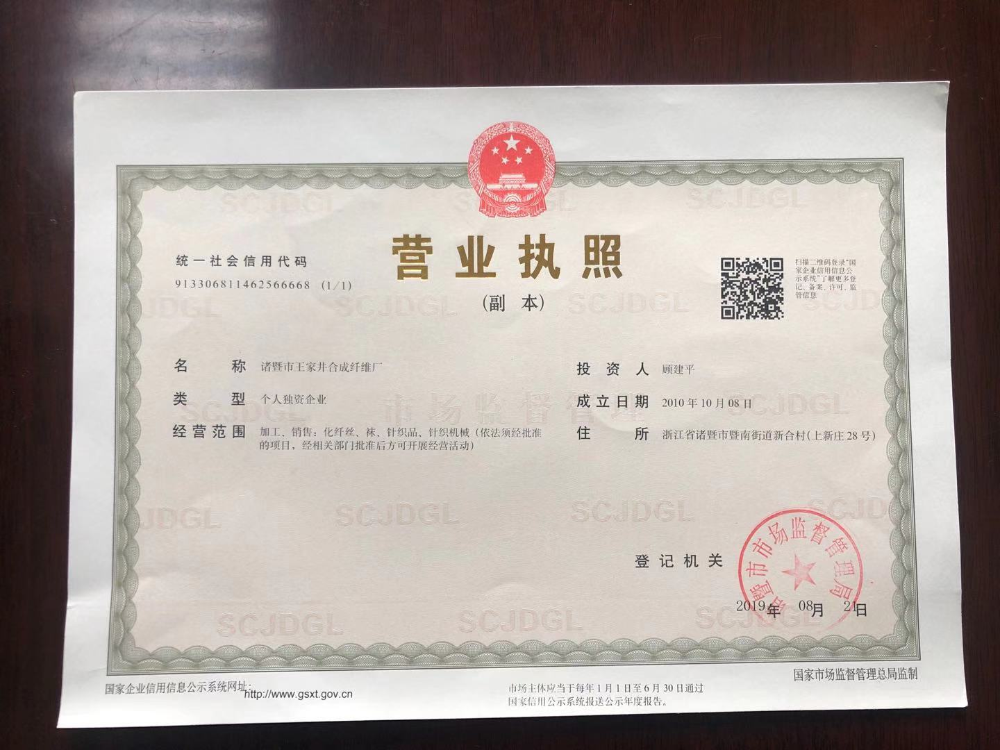 营业执照
(副 本)
统一社会信用代码
913306811462566668 (1/1)
扫描二维码登录“国
家企业信用信息公
示系统”了解更多登
记、备案、许可、监
管信息
名 称 诸暨市王家井合成纤维厂
类 型 个人独资企业
经营范围 加工、销售：化纤丝、袜、针织品、针织机械（依法须经批准
的项目，经相关部门批准后方可开展经营活动）
投资人 顾建平
成立日期 2010年10月08日
住 所 浙江省诸暨市暨南街道新合村(上新庄28号)
市场监督管理
SCJDGL
登记机关
诸暨市市场监督管理局
2019年 08月 21日
国家企业信用信息公示系统网址：
http://www.gsxt.gov.cn
市场主体应当于每年1月1日至6月30日通过
国家信用公示系统报送公示年度报告。
国家市场监督管理总局监制